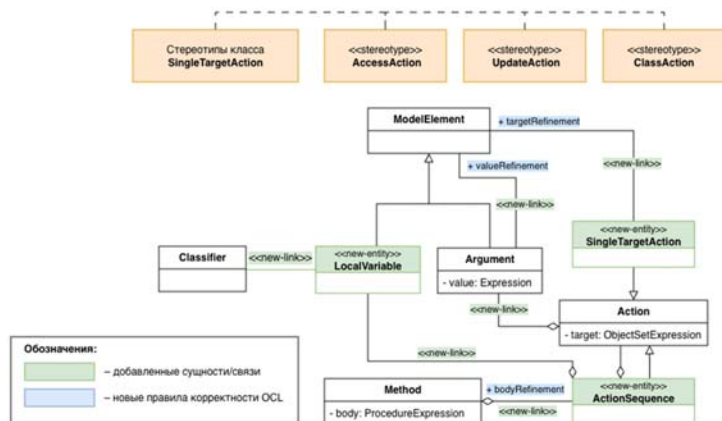 Стереотипы класса
SingleTargetAction
<<stereotype>>
AccessAction
<<stereotype>>
UpdateAction
<<stereotype>>
ClassAction
ModelElement
+ targetRefinement
+ valueRefinement
<<new-link>>
<<new-link>>
Classifier
<<new-link>>
<<new-entity>>
LocalVariable
Argument
- value: Expression
<<new-entity>>
SingleTargetAction
<<new-link>>
Action
- target: ObjectSetExpression
Обозначения:
– добавленные сущности/связи
– новые правила корректности OCL
<<new-link>>
Method
- body: ProcedureExpression
+ bodyRefinement
<<new-link>>
<<new-entity>>
ActionSequence